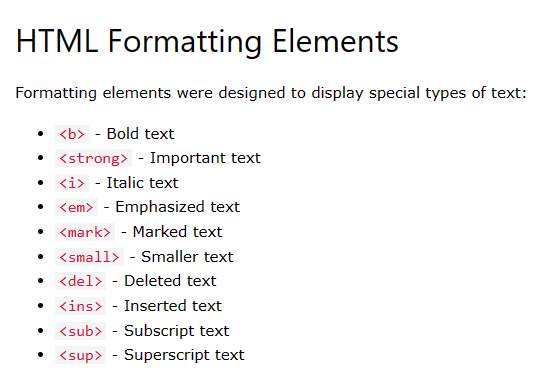 HTML Formatting Elements
Formatting elements were designed to display special types of text:
• <b> - Bold text
• <strong> - Important text
• <i> - Italic text
• <em> - Emphasized text
• <mark> - Marked text
• <small> - Smaller text
• <del> - Deleted text
• <ins> - Inserted text
• <sub> - Subscript text
• <sup> - Superscript text